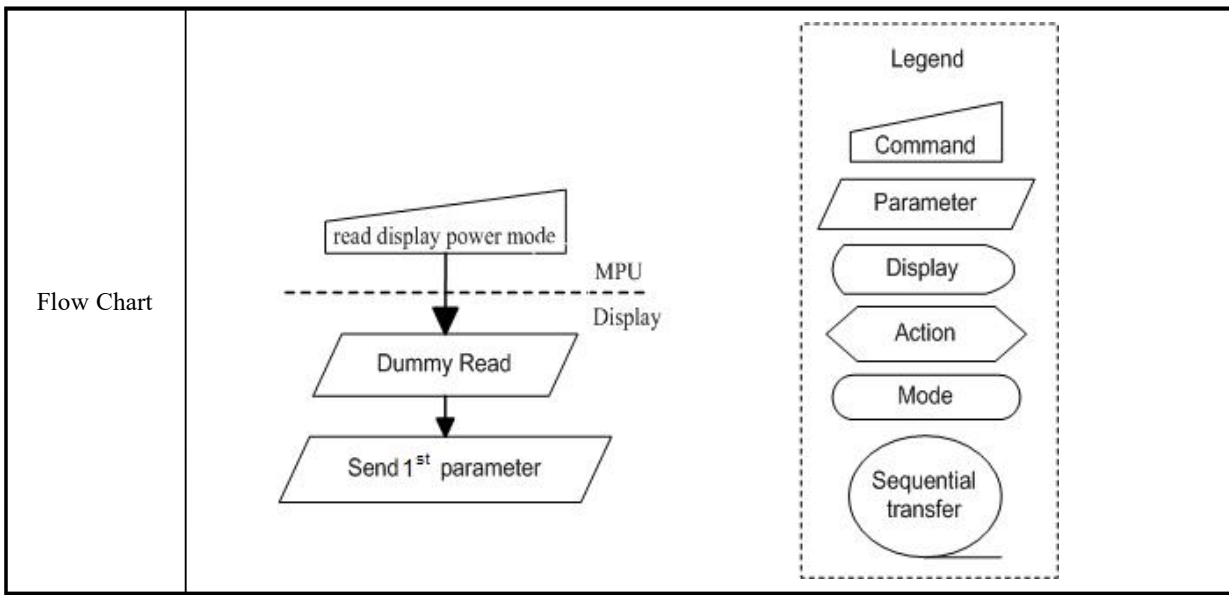 Flow Chart
read display power mode
MPU
Display
Dummy Read
Send 1st parameter
Legend
Command
Parameter
Display
Action
Mode
Sequential
transfer